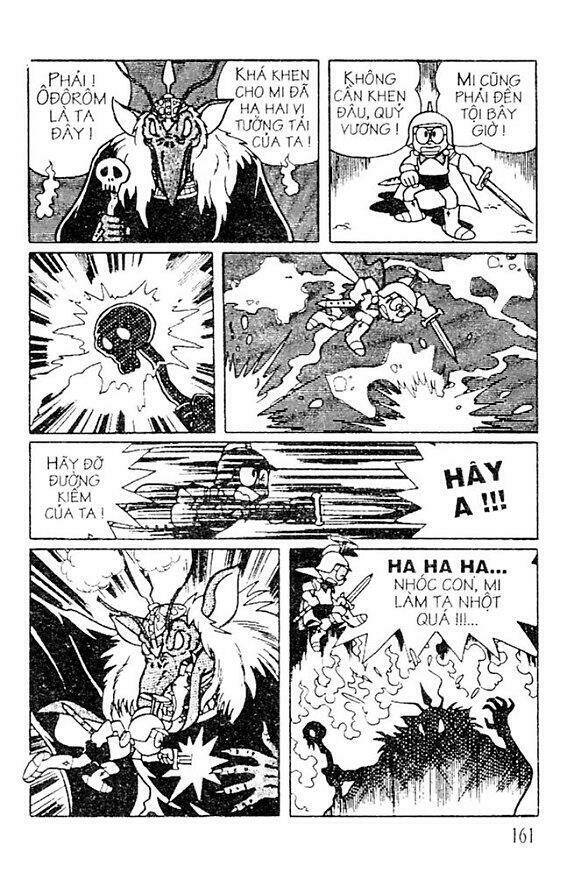 PHẢI !
ÔĐÔRÔM
LÀ TA
ĐÂY !
KHÁ KHEN
CHO MI ĐÃ
HẠ HAI VỊ
TƯỚNG TÀI
CỦA TA !
KHÔNG
CẦN KHEN
ĐÂU, QUỶ
VƯƠNG !
MI CŨNG
PHẢI ĐỀN
TỘI BÂY
GIỜ !
HÃY ĐỠ
ĐƯỜNG
KIẾM
CỦA TA !
HÂY
A !!!
HA HA HA...
NHÓC CON, MI
LÀM TA NHỘT
QUÁ !!!...
161